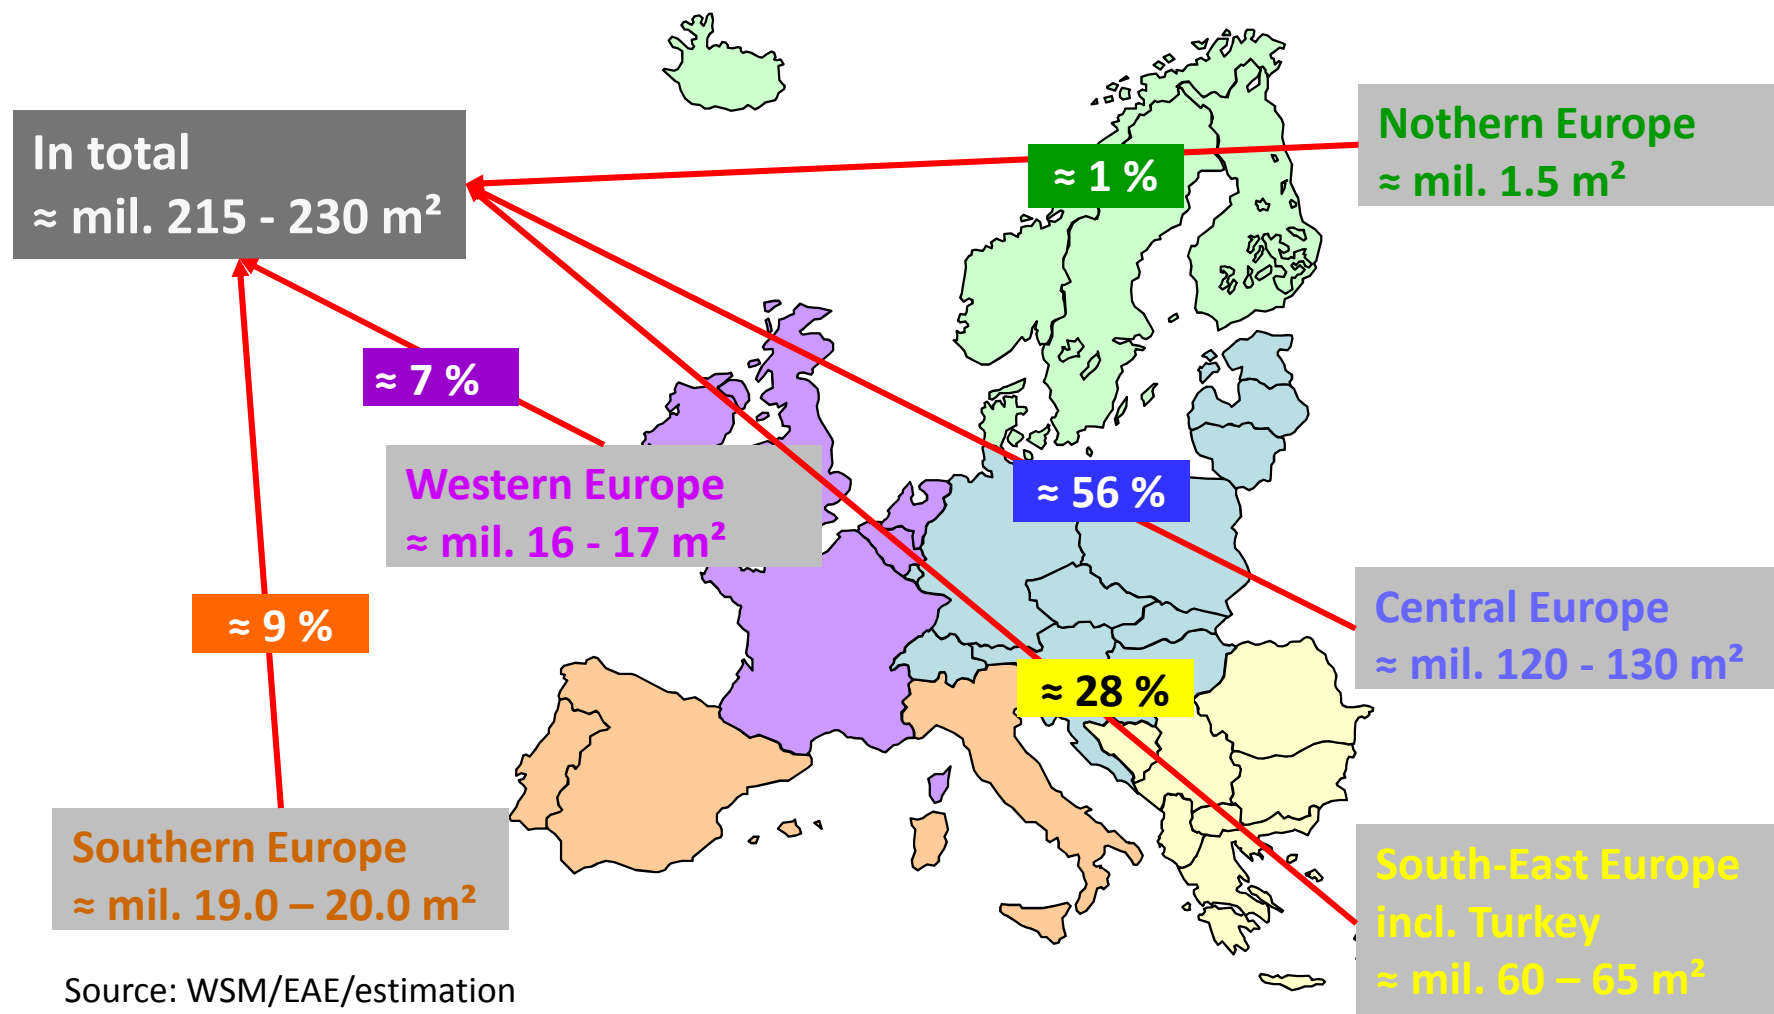 In total
≈ mil. 215 - 230 m²
Nothern Europe
≈ mil. 1.5 m²
≈ 1 %
≈ 7 %
Western Europe
≈ mil. 16 - 17 m²
≈ 56 %
Central Europe
≈ mil. 120 - 130 m²
≈ 9 %
≈ 28 %
Southern Europe
≈ mil. 19.0 – 20.0 m²
South-East Europe
incl. Turkey
≈ mil. 60 – 65 m²
Source: WSM/EAE/estimation